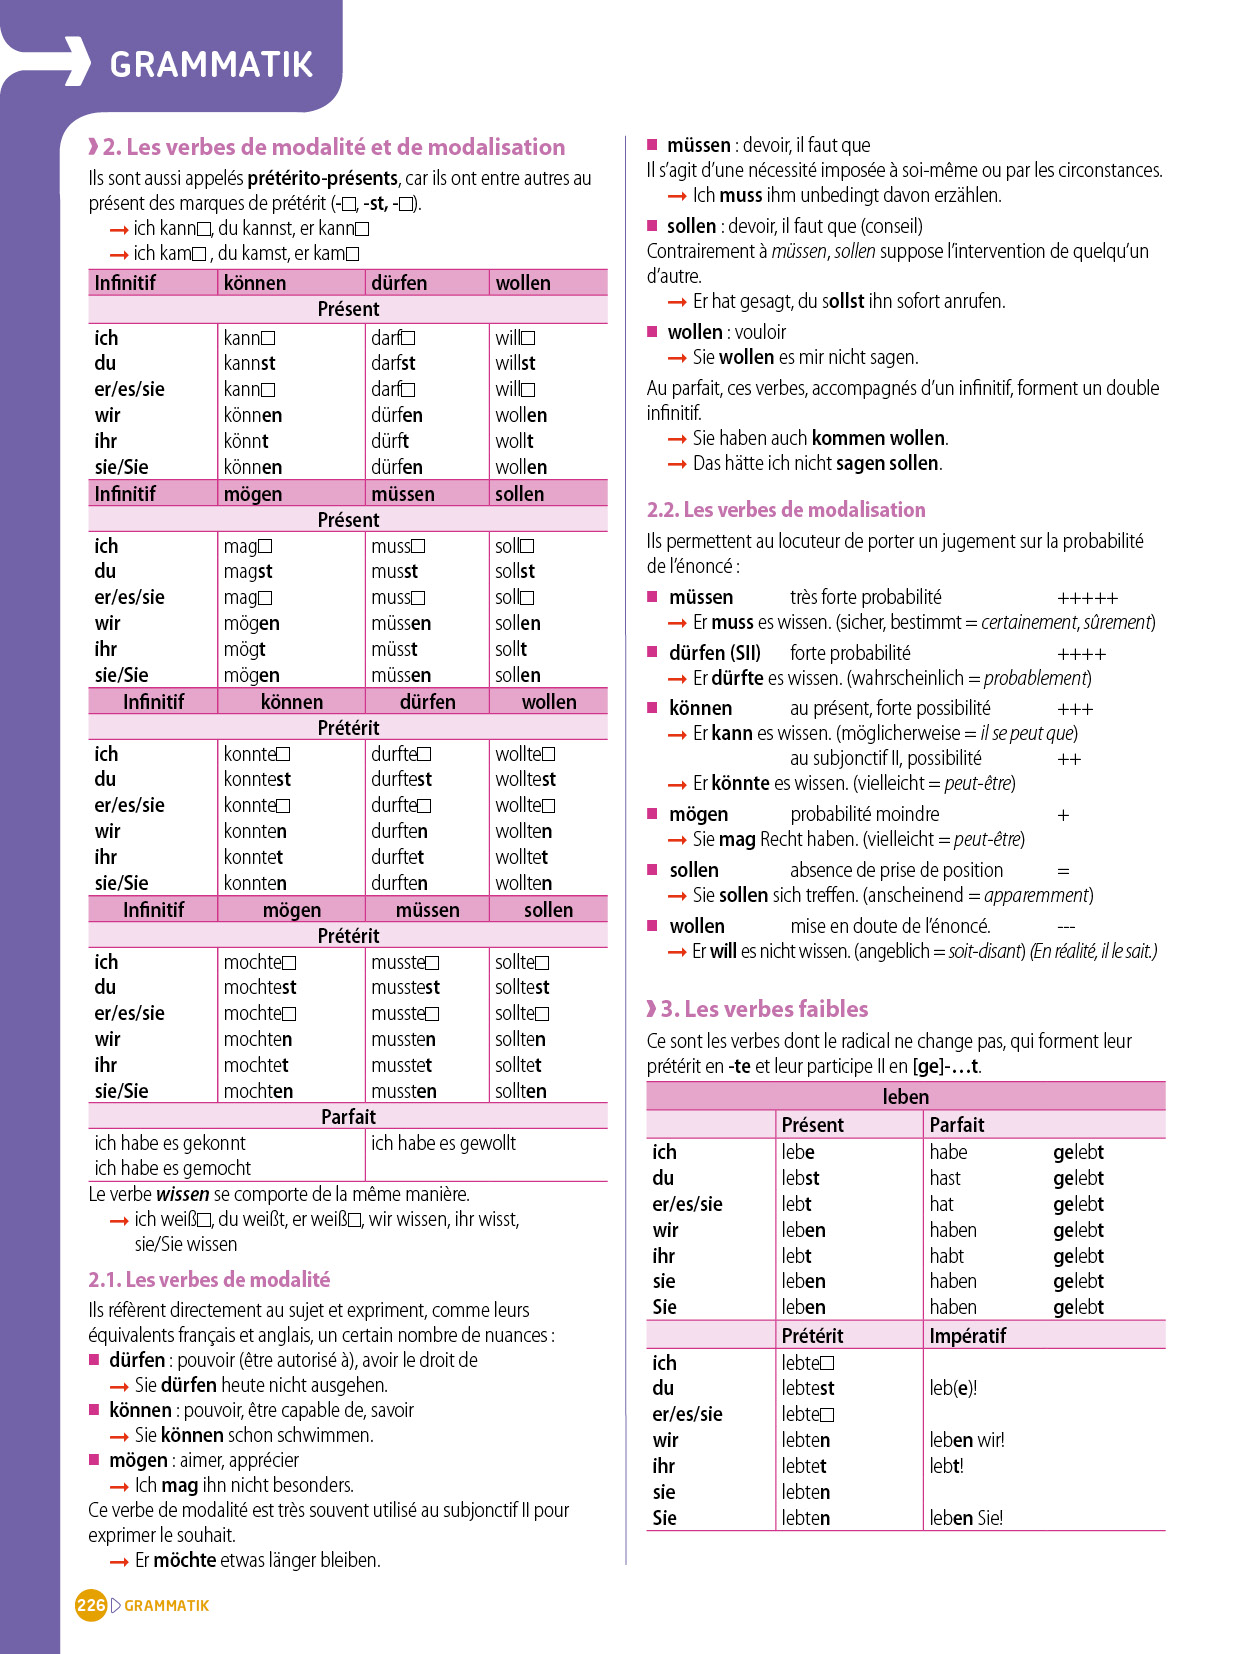 GRAMMATIK
2. Les verbes de modalité et de modalisation
Ils sont aussi appelés prétérito-présents, car ils ont entre autres au
présent des marques de prétérit (-□, -st, -□).
→ ich kann□, du kannst, er kann□
→ ich kam□ , du kamst, er kam□
Infinitif können dürfen wollen
Présent
ich kann□ darf□ will□
du kannst darfst willst
er/es/sie kann□ darf□ will□
wir können dürfen wollen
ihr könnt dürft wollt
sie/Sie können dürfen wollen
Infinitif mögen müssen sollen
Présent
ich mag□ muss□ soll□
du magst musst sollst
er/es/sie mag□ muss□ soll□
wir mögen müssen sollen
ihr mögt müsst sollt
sie/Sie mögen müssen sollen
Infinitif können dürfen wollen
Prétérit
ich konnte□ durfte□ wollte□
du konntest durftest wolltest
er/es/sie konnte□ durfte□ wollte□
wir konnten durften wollten
ihr konntet durftet wolltet
sie/Sie konnten durften wollten
Infinitif mögen müssen sollen
Prétérit
ich mochte□ musste□ sollte□
du mochtest musstest solltest
er/es/sie mochte□ musste□ sollte□
wir mochten mussten sollten
ihr mochtet musstet solltet
sie/Sie mochten mussten sollten
Parfait
ich habe es gekonnt ich habe es gewollt
ich habe es gemocht
Le verbe wissen se comporte de la même manière.
→ ich weiß□, du weißt, er weiß□, wir wissen, ihr wisst,
sie/Sie wissen
2.1. Les verbes de modalité
Ils réfèrent directement au sujet et expriment, comme leurs
équivalents français et anglais, un certain nombre de nuances :
■ dürfen : pouvoir (être autorisé à), avoir le droit de
→ Sie dürfen heute nicht ausgehen.
■ können : pouvoir, être capable de, savoir
→ Sie können schon schwimmen.
■ mögen : aimer, apprécier
→ Ich mag ihn nicht besonders.
Ce verbe de modalité est très souvent utilisé au subjonctif II pour
exprimer le souhait.
→ Er möchte etwas länger bleiben.
■ müssen : devoir, il faut que
Il s'agit d'une nécessité imposée à soi-même ou par les circonstances.
→ Ich muss ihm unbedingt davon erzählen.
■ sollen : devoir, il faut que (conseil)
Contrairement à müssen, sollen suppose l'intervention de quelqu'un
d'autre.
→ Er hat gesagt, du sollst ihn sofort anrufen.
■ wollen : vouloir
→ Sie wollen es mir nicht sagen.
Au parfait, ces verbes, accompagnés d'un infinitif, forment un double
infinitif.
→ Sie haben auch kommen wollen.
→ Das hätte ich nicht sagen sollen.
2.2. Les verbes de modalisation
Ils permettent au locuteur de porter un jugement sur la probabilité
de l'énoncé :
■ müssen très forte probabilité +++++
→ Er muss es wissen. (sicher, bestimmt = certainement, sûrement)
■ dürfen (SII) forte probabilité ++++
→ Er dürfte es wissen. (wahrscheinlich = probablement)
■ können au présent, forte possibilité +++
→ Er kann es wissen. (möglicherweise = il se peut que)
au subjonctif II, possibilité ++
→ Er könnte es wissen. (vielleicht = peut-être)
■ mögen probabilité moindre +
→ Sie mag Recht haben. (vielleicht = peut-être)
■ sollen absence de prise de position =
→ Sie sollen sich treffen. (anscheinend = apparemment)
■ wollen mise en doute de l'énoncé. ---
→ Er will es nicht wissen. (angeblich = soit-disant) (En réalité, il le sait.)
3. Les verbes faibles
Ce sont les verbes dont le radical ne change pas, qui forment leur
prétérit en -te et leur participe II en [ge]-…t.
leben
Présent Parfait
ich lebe habe gelebt
du lebst hast gelebt
er/es/sie lebt hat gelebt
wir leben haben gelebt
ihr lebt habt gelebt
sie leben haben gelebt
Sie leben haben gelebt
Prétérit Impératif
ich lebte□
du lebtest leb(e)!
er/es/sie lebte□
wir lebten leben wir!
ihr lebtet lebt!
sie lebten
Sie lebten leben Sie!
226 GRAMMATIK